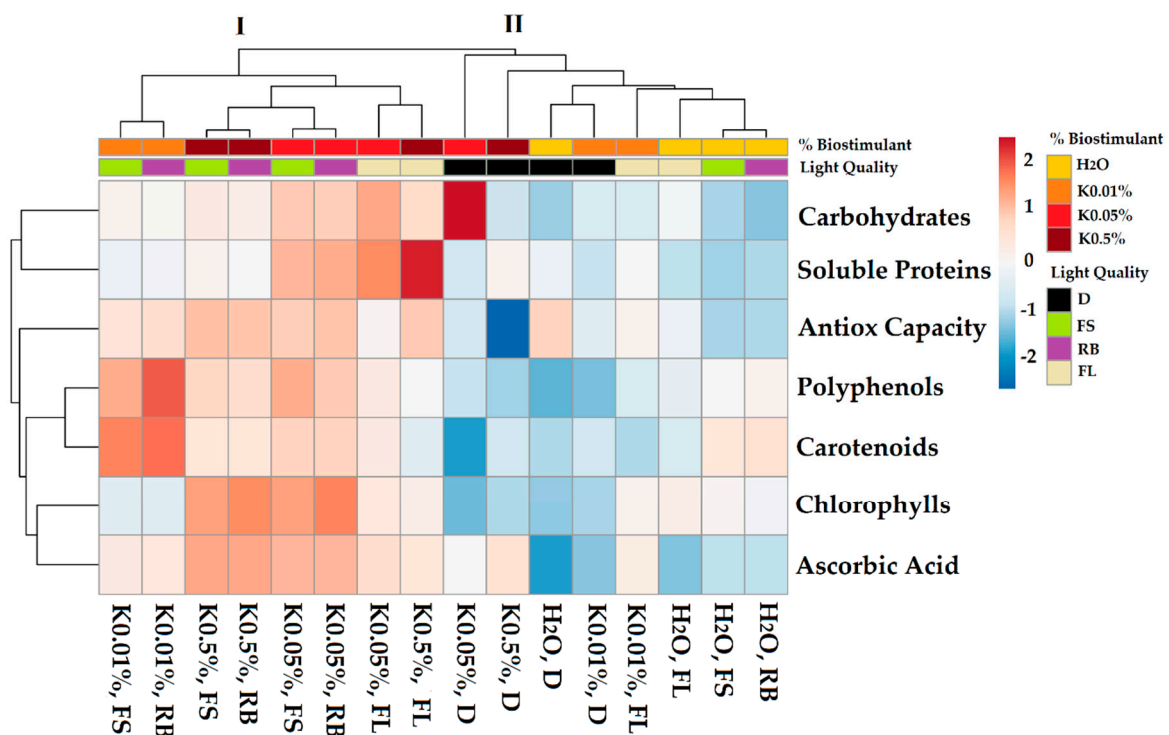 I II
% Biostimulant
Light Quality
Carbohydrates
Soluble Proteins
Antiox Capacity
Polyphenols
Carotenoids
Chlorophylls
Ascorbic Acid
2
1
0
-1
-2
% Biostimulant
H2O
K0.01%
K0.05%
K0.5%
Light Quality
D
FS
RB
FL
K0.01%, FS
K0.01%, RB
K0.5%, FS
K0.5%, RB
K0.05%, FS
K0.05%, RB
K0.05%, FL
K0.5%, FL
K0.05%, D
K0.5%, D
H2O, D
K0.01%, D
K0.01%, FL
H2O, FL
H2O, FS
H2O, RB